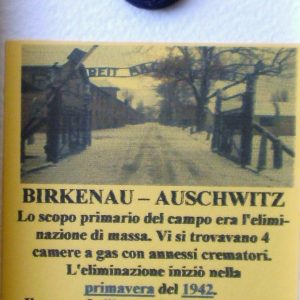 BIRKENAU – AUSCHWITZ
Lo scopo primario del campo era l'elimi-
nazione di massa. Vi si trovavano 4
camere a gas con annessi crematori.
L'eliminazione iniziò nella
primavera del 1942.